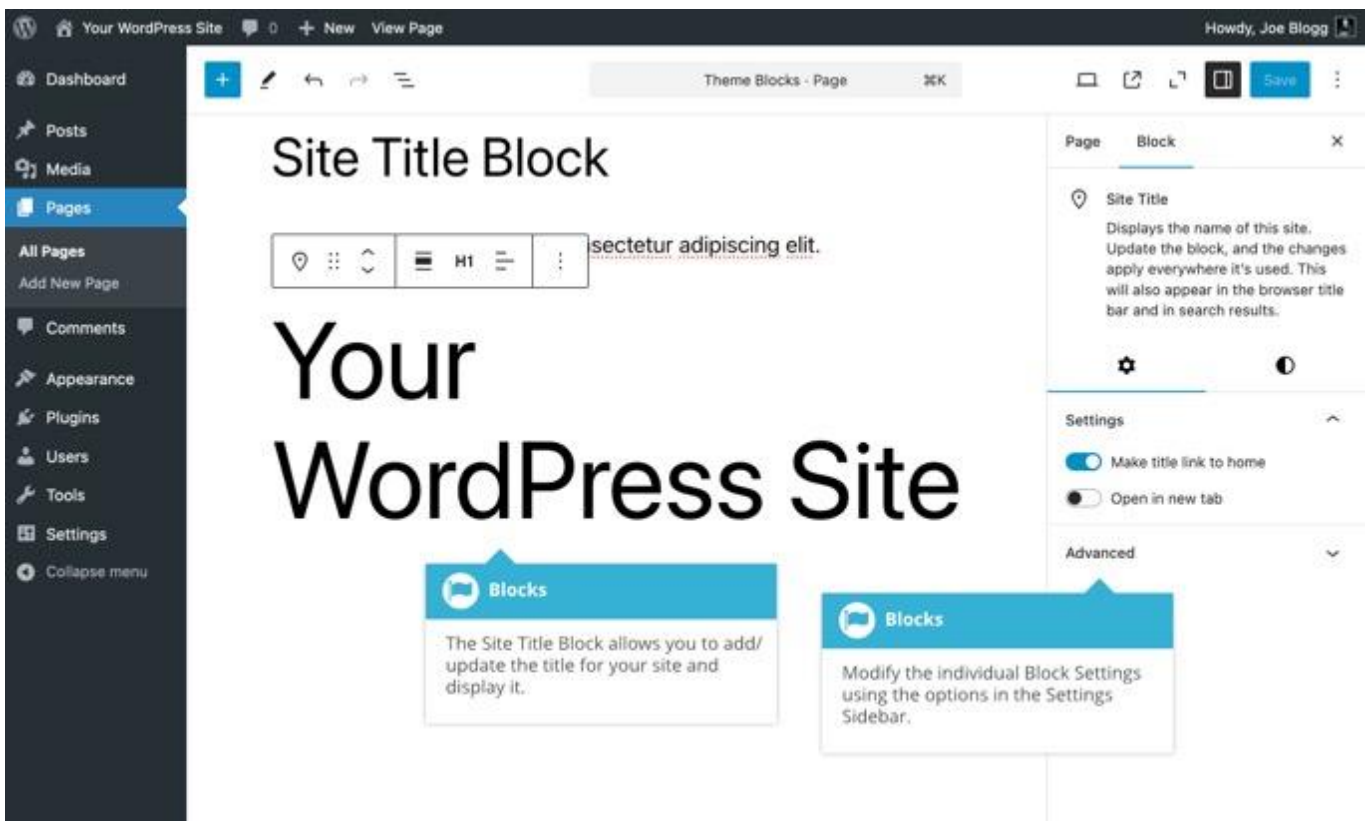 Your WordPress Site 0 + New View Page Howdy, Joe Blogg
Dashboard
Posts
Media
Pages
All Pages
Add New Page
Comments
Appearance
Plugins
Users
Tools
Settings
Collapse menu
Theme Blocks - Page ⌘K
Save
Site Title Block
sectetur adipiscing elit.
H1
Your
WordPress Site
Blocks
The Site Title Block allows you to add/
update the title for your site and
display it.
Page Block
Site Title
Displays the name of this site.
Update the block, and the changes
apply everywhere it's used. This
will also appear in the browser title
bar and in search results.
Settings
Make title link to home
Open in new tab
Advanced
Blocks
Modify the individual Block Settings
using the options in the Settings
Sidebar.